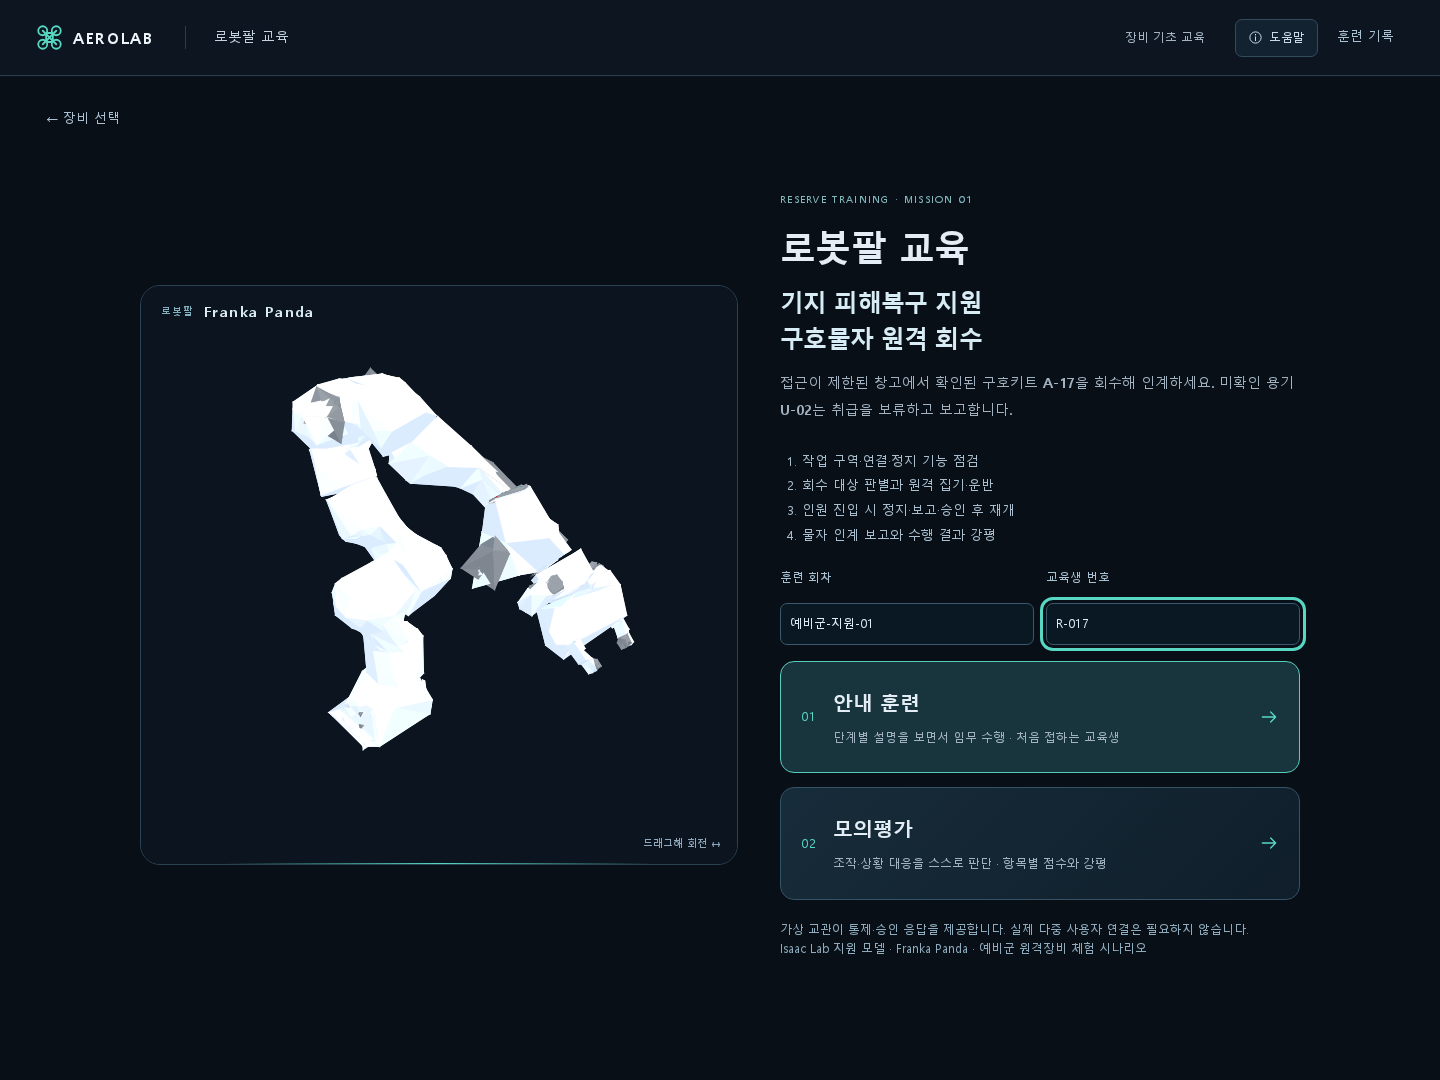 AEROLAB
로봇팔 교육
장비 기초 교육
도움말
훈련 기록
← 장비 선택
로봇팔 Franka Panda
드래그해 회전 ↔
RESERVE TRAINING · MISSION 01
로봇팔 교육
기지 피해복구 지원
구호물자 원격 회수
접근이 제한된 창고에서 확인된 구호키트 A-17을 회수해 인계하세요. 미확인 용기
U-02는 취급을 보류하고 보고합니다.
1. 작업 구역·연결·정지 기능 점검
2. 회수 대상 판별과 원격 집기·운반
3. 인원 진입 시 정지·보고·승인 후 재개
4. 물자 인계 보고와 수행 결과 강평
훈련 회차
교육생 번호
예비군-지원-01
R-017
01
안내 훈련
단계별 설명을 보면서 임무 수행 · 처음 접하는 교육생
→
02
모의평가
조작·상황 대응을 스스로 판단 · 항목별 점수와 강평
→
가상 교관이 통제·승인 응답을 제공합니다. 실제 다중 사용자 연결은 필요하지 않습니다.
Isaac Lab 지원 모델 · Franka Panda · 예비군 원격장비 체험 시나리오